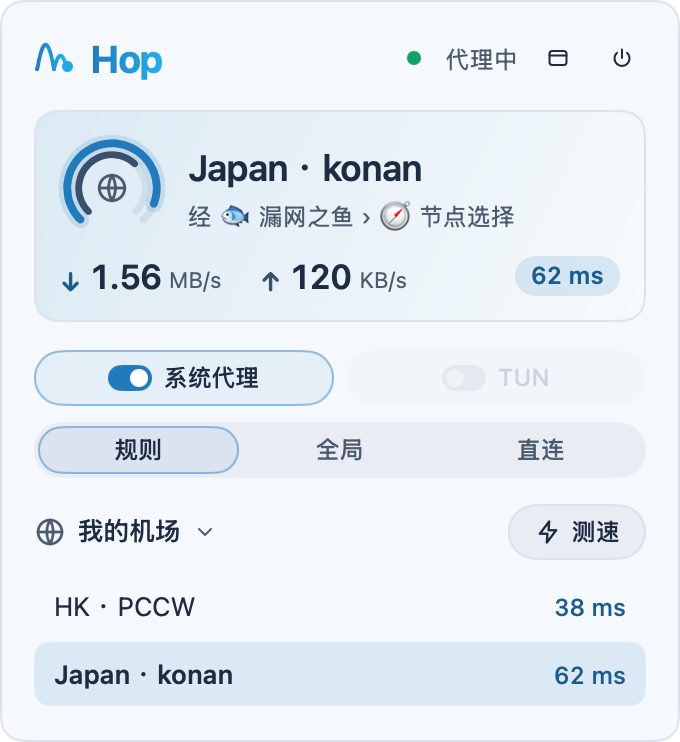 Hop 代理中
Japan · konan
经 🐟 漏网之鱼 › 🧭 节点选择
↓ 1.56 MB/s ↑ 120 KB/s 62 ms
系统代理 TUN
规则 全局 直连
我的机场 测速
HK · PCCW 38 ms
Japan · konan 62 ms